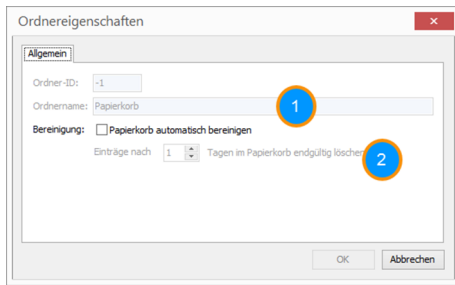 Ordnereigenschaften
Allgemein
Ordner-ID: -1
Ordnername: Papierkorb 1
Bereinigung: Papierkorb automatisch bereinigen
Einträge nach 1 Tagen im Papierkorb endgültig löschen 2
OK Abbrechen